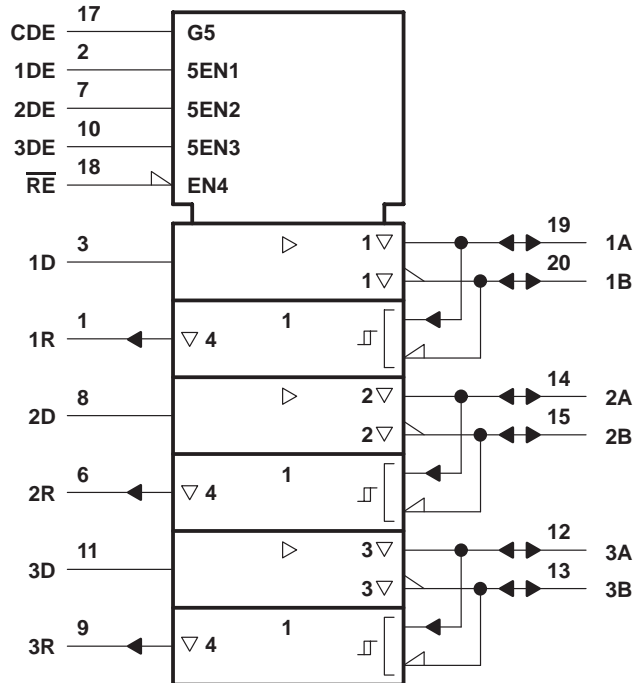 CDE 17 G5
1DE 2 5EN1
2DE 7 5EN2
3DE 10 5EN3
R̅E̅ 18 EN4
1D 3 ▷ 1▽ 19 1A
1▽ 20 1B
1R 1 ▽ 4 1
2D 8 ▷ 2▽ 14 2A
2▽ 15 2B
2R 6 ▽ 4 1
3D 11 ▷ 3▽ 12 3A
3▽ 13 3B
3R 9 ▽ 4 1